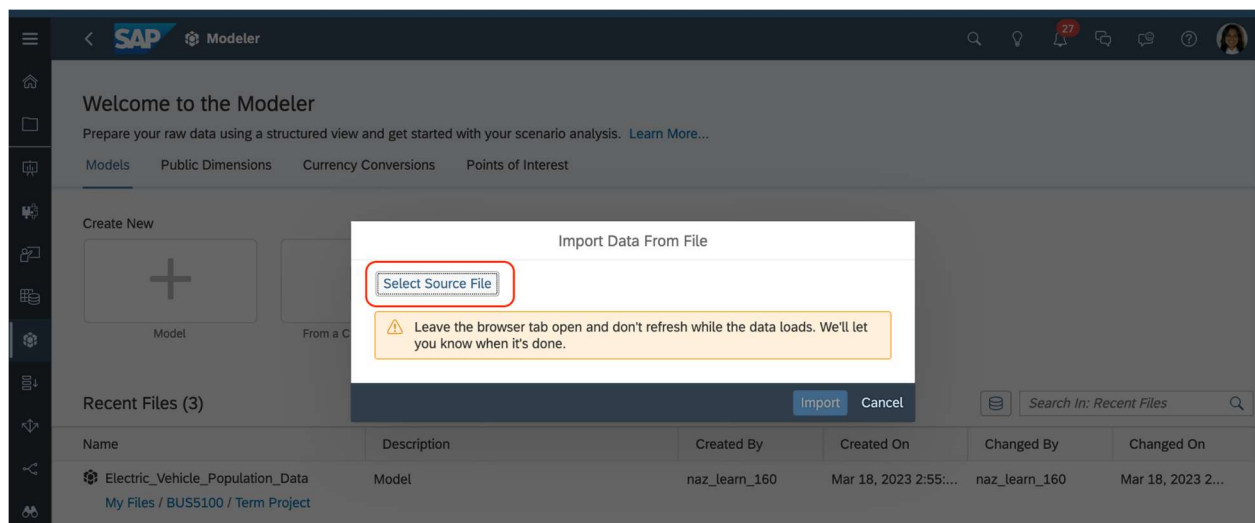 SAP Modeler
27
Welcome to the Modeler
Prepare your raw data using a structured view and get started with your scenario analysis. Learn More...
Models Public Dimensions Currency Conversions Points of Interest
Create New
Import Data From File
Select Source File
Leave the browser tab open and don't refresh while the data loads. We'll let
you know when it's done.
Model From a C
Import Cancel
Recent Files (3) Search In: Recent Files
Name Description Created By Created On Changed By Changed On
Electric_Vehicle_Population_Data Model naz_learn_160 Mar 18, 2023 2:55:... naz_learn_160 Mar 18, 2023 2...
My Files / BUS5100 / Term Project